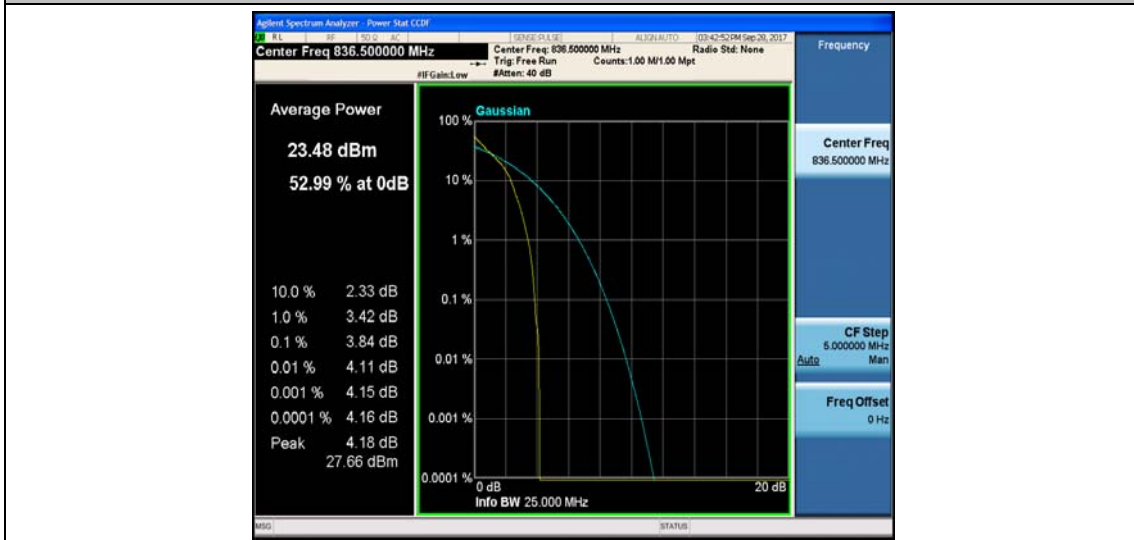 Agilent Spectrum Analyzer - Power Stat CCDF
RL RF 50 Ω AC SENSE:PULSE ALIGNAUTO 03:42:52 PM Sep 20, 2017
Center Freq 836.500000 MHz
Center Freq: 836.500000 MHz Radio Std: None
Trig: Free Run Counts:1.00 M/1.00 Mpt
#IFGain:Low #Atten: 40 dB
Frequency
Average Power
23.48 dBm
52.99 % at 0dB
10.0 % 2.33 dB
1.0 % 3.42 dB
0.1 % 3.84 dB
0.01 % 4.11 dB
0.001 % 4.15 dB
0.0001 % 4.16 dB
Peak 4.18 dB
27.66 dBm
Gaussian
100 %
10 %
1 %
0.1 %
0.01 %
0.001 %
0.0001 %
0 dB 20 dB
Info BW 25.000 MHz
Center Freq
836.500000 MHz
CF Step
5.000000 MHz
Auto Man
Freq Offset
0 Hz
MSG STATUS